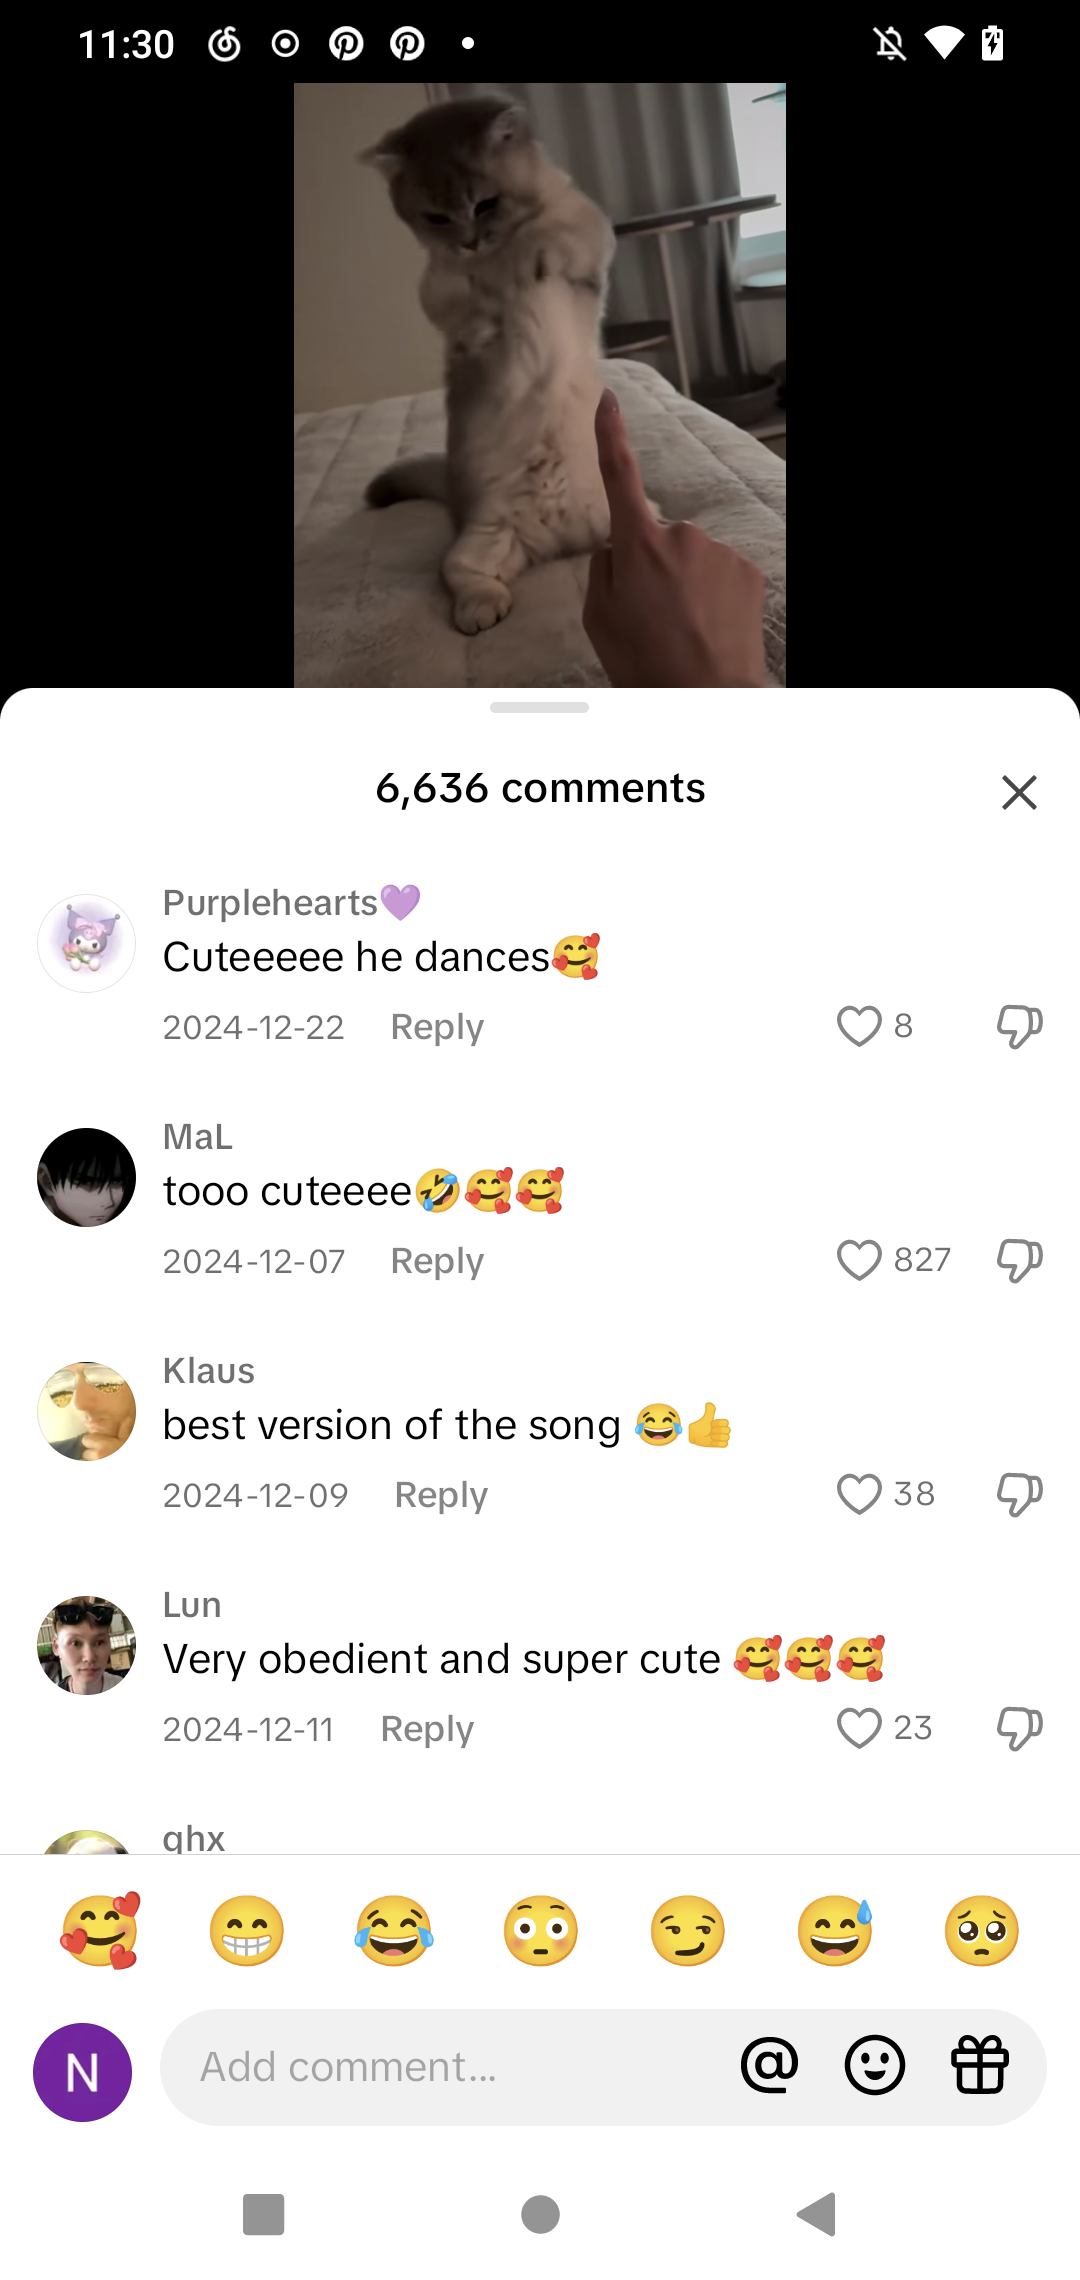 11:30
6,636 comments
Purplehearts💜
Cuteeeee he dances🥰
2024-12-22 Reply 8
MaL
tooo cuteeee🤣🥰🥰
2024-12-07 Reply 827
Klaus
best version of the song 😂👍
2024-12-09 Reply 38
Lun
Very obedient and super cute 🥰🥰🥰
2024-12-11 Reply 23
ghx
🥰😁😂😳😏😅🥺
N
Add comment...